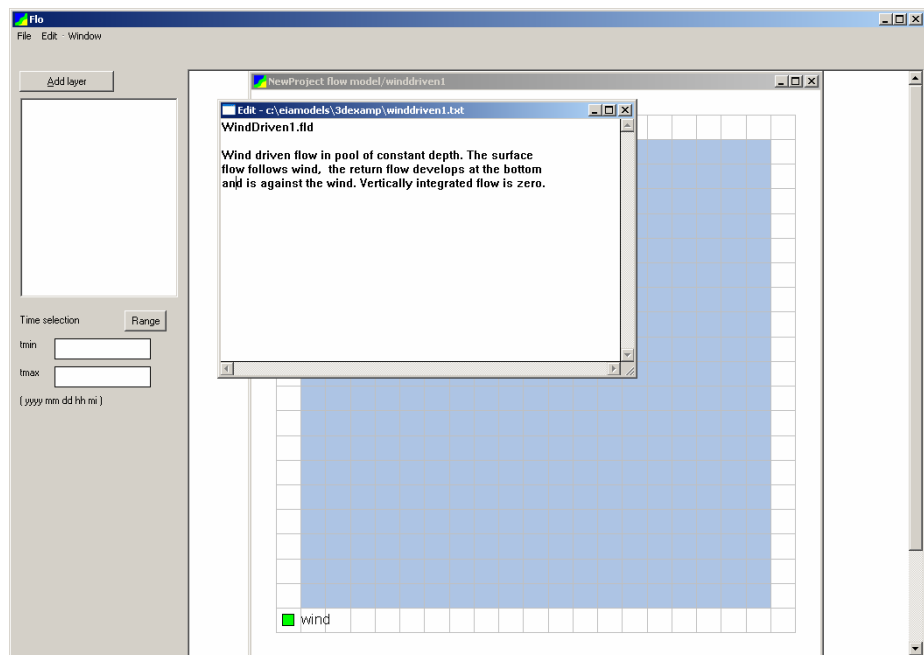 Flo
File Edit Window
Add layer
NewProject flow model/winddriven1
Edit - c:\eiamodels\3dexamp\winddriven1.txt
WindDriven1.fld
Wind driven flow in pool of constant depth. The surface
flow follows wind, the return flow develops at the bottom
and is against the wind. Vertically integrated flow is zero.
Time selection Range
tmin
tmax
( yyyy mm dd hh mi )
wind